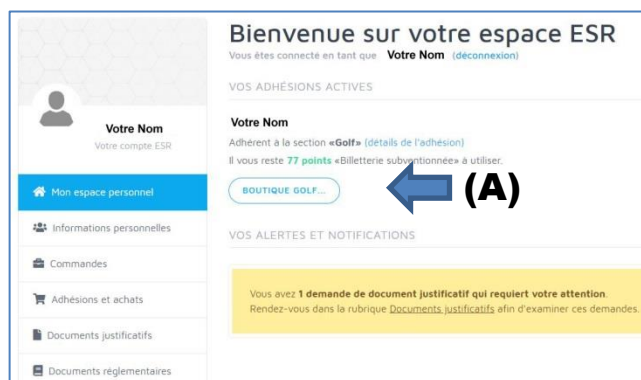 Bienvenue sur votre espace ESR
Vous êtes connecté en tant que Votre Nom (déconnexion)
VOS ADHÉSIONS ACTIVES
Votre Nom
Adhérent à la section «Golf» (détails de l'adhésion)
Il vous reste 77 points «Billetterie subventionnée» à utiliser.
BOUTIQUE GOLF...
(A)
VOS ALERTES ET NOTIFICATIONS
Vous avez 1 demande de document justificatif qui requiert votre attention.
Rendez-vous dans la rubrique Documents justificatifs afin d'examiner ces demandes.
Votre Nom
Votre compte ESR
Mon espace personnel
Informations personnelles
Commandes
Adhésions et achats
Documents justificatifs
Documents réglementaires